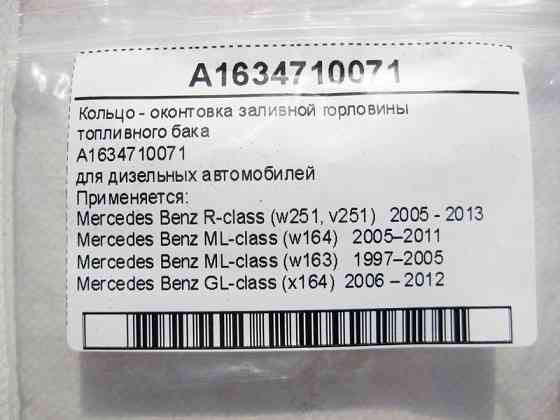 A1634710071
Кольцо - оконтовка заливной горловины
топливного бака
A1634710071
для дизельных автомобилей
Применяется:
Mercedes Benz R-class (w251, v251) 2005 - 2013
Mercedes Benz ML-class (w164) 2005–2011
Mercedes Benz ML-class (w163) 1997–2005
Mercedes Benz GL-class (x164) 2006 – 2012